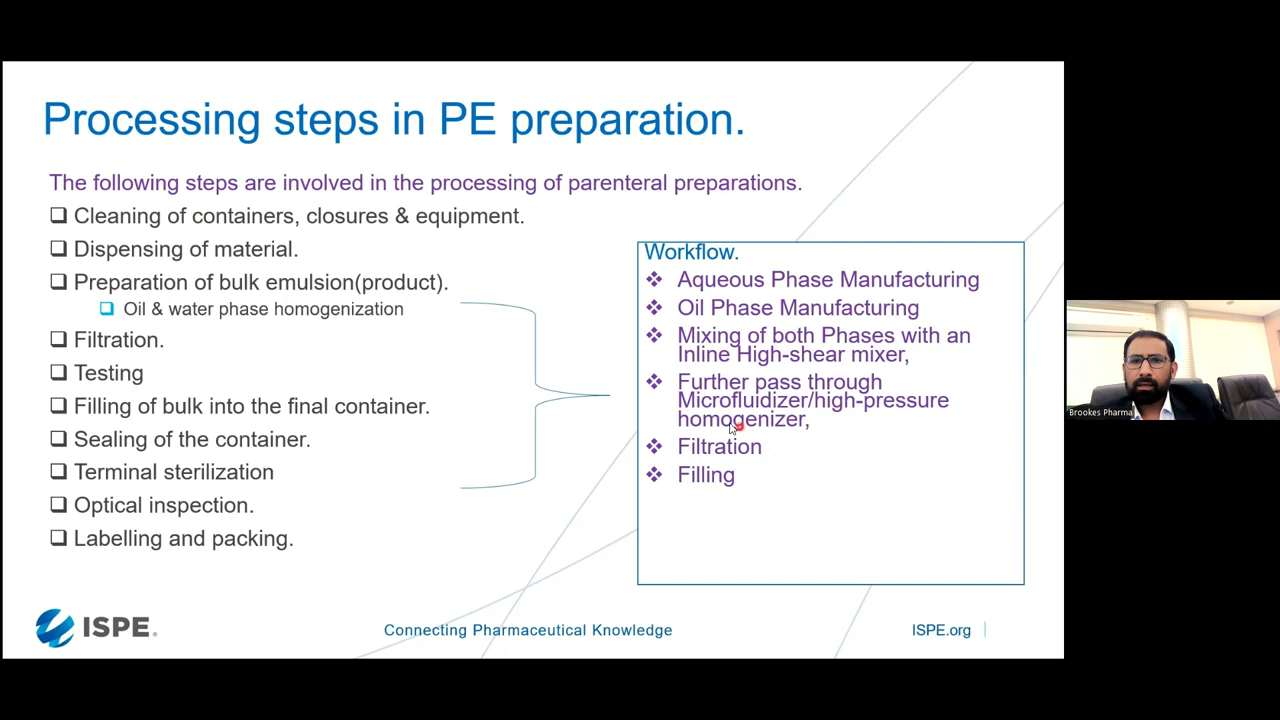 Processing steps in PE preparation.
The following steps are involved in the processing of parenteral preparations.
❑ Cleaning of containers, closures & equipment.
❑ Dispensing of material.
❑ Preparation of bulk emulsion(product).
❑ Oil & water phase homogenization
❑ Filtration.
❑ Testing
❑ Filling of bulk into the final container.
❑ Sealing of the container.
❑ Terminal sterilization
❑ Optical inspection.
❑ Labelling and packing.
Workflow.
❖ Aqueous Phase Manufacturing
❖ Oil Phase Manufacturing
❖ Mixing of both Phases with an
Inline High-shear mixer,
❖ Further pass through
Microfluidizer/high-pressure
homogenizer,
❖ Filtration
❖ Filling
ISPE®
Connecting Pharmaceutical Knowledge
ISPE.org
Brookes Pharma